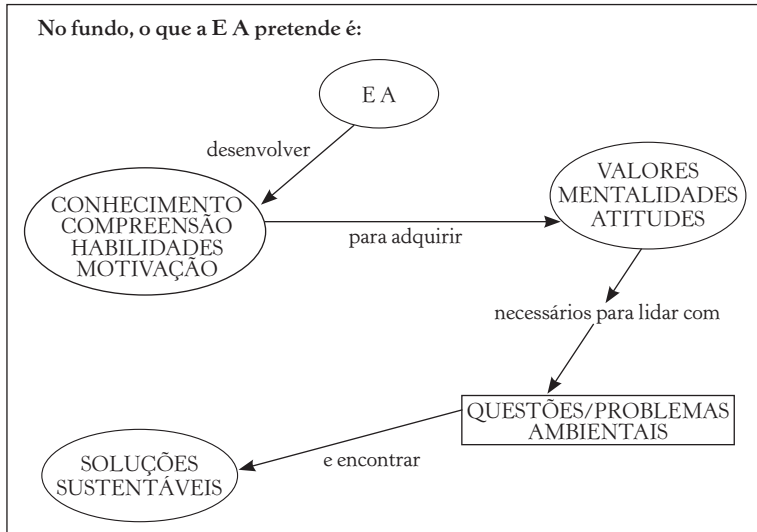 No fundo, o que a E A pretende é:
E A
desenvolver
CONHECIMENTO
COMPREENSÃO
HABILIDADES
MOTIVAÇÃO
para adquirir
VALORES
MENTALIDADES
ATITUDES
necessários para lidar com
QUESTÕES/PROBLEMAS
AMBIENTAIS
e encontrar
SOLUÇÕES
SUSTENTÁVEIS